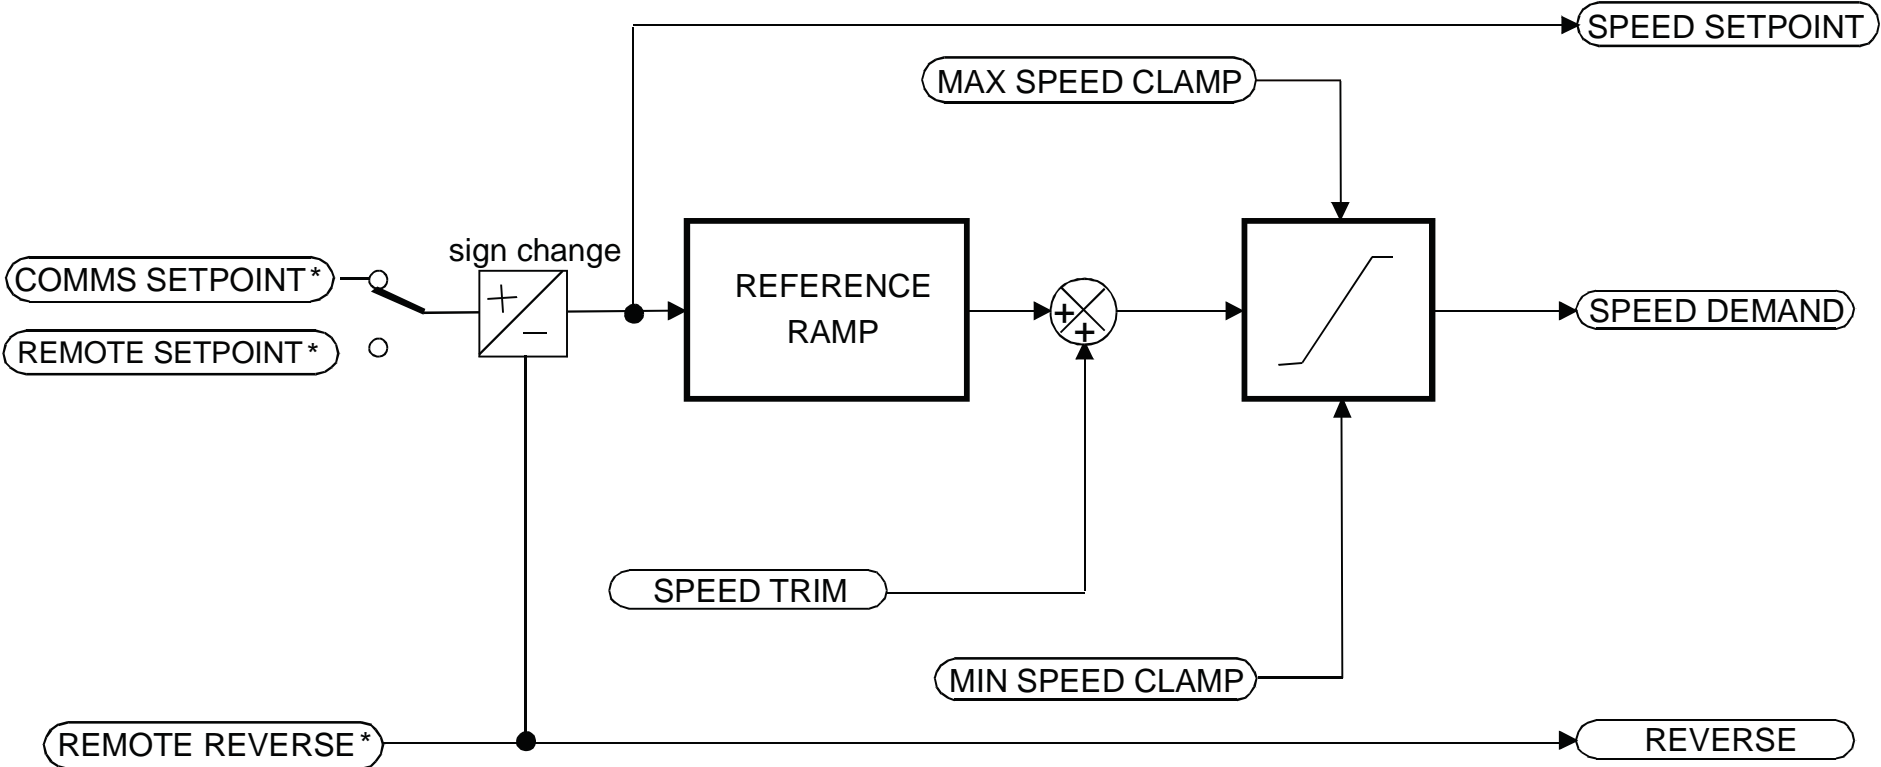 SPEED SETPOINT
MAX SPEED CLAMP
sign change
COMMS SETPOINT*
REMOTE SETPOINT*
+
−
REFERENCE
RAMP
+
+
SPEED DEMAND
SPEED TRIM
MIN SPEED CLAMP
REMOTE REVERSE*
REVERSE